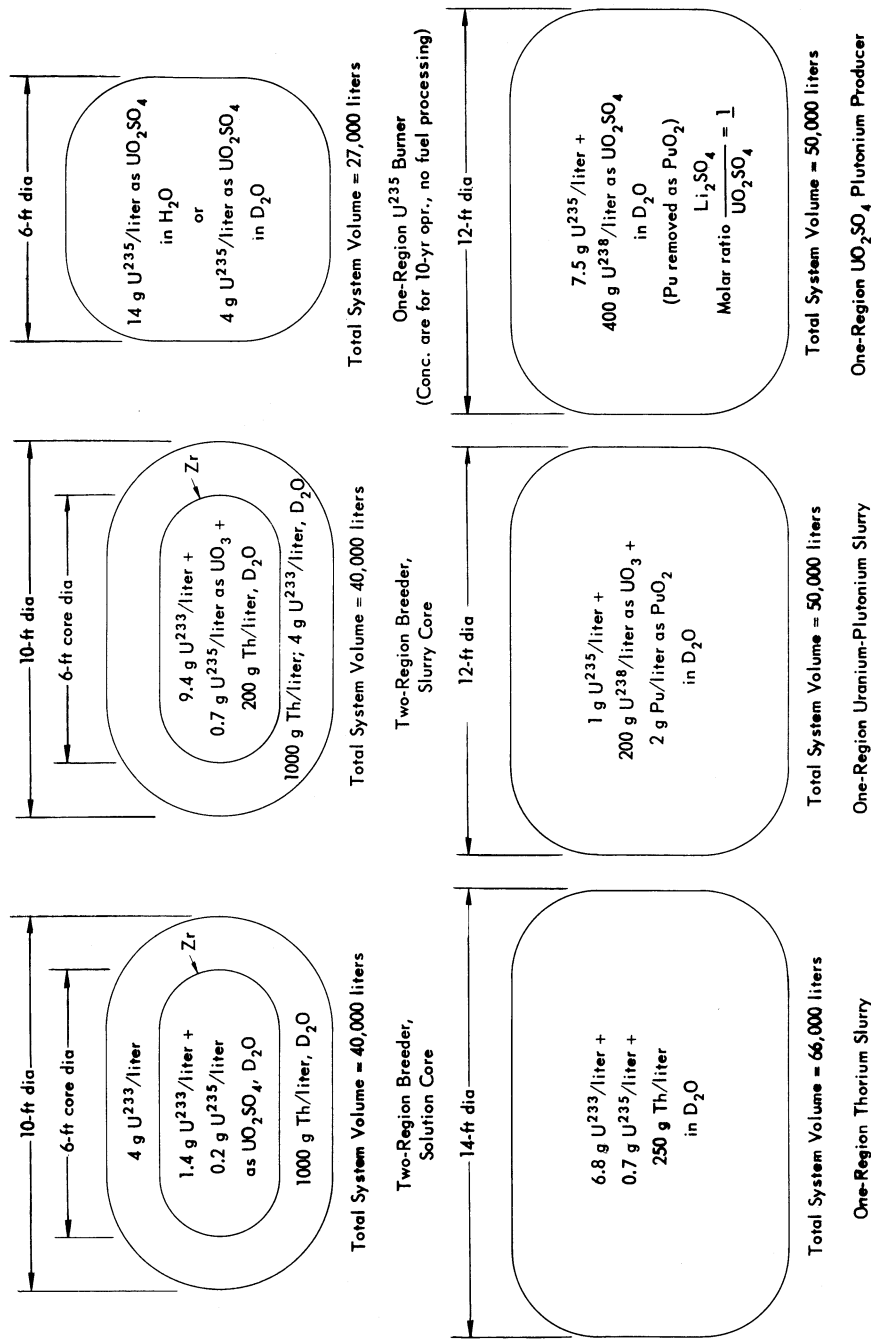 10-ft dia
6-ft core dia
4 g U²³³/liter
Zr
1.4 g U²³³/liter +
0.2 g U²³⁵/liter
as UO₂SO₄, D₂O
1000 g Th/liter, D₂O
Total System Volume = 40,000 liters
Two-Region Breeder,
Solution Core
10-ft dia
6-ft core dia
Zr
9.4 g U²³³/liter +
0.7 g U²³⁵/liter as UO₃ +
200 g Th/liter, D₂O
1000 g Th/liter; 4 g U²³³/liter, D₂O
Total System Volume = 40,000 liters
Two-Region Breeder,
Slurry Core
6-ft dia
14 g U²³⁵/liter as UO₂SO₄
in H₂O
or
4 g U²³⁵/liter as UO₂SO₄
in D₂O
Total System Volume = 27,000 liters
One-Region U²³⁵ Burner
(Conc. are for 10-yr opr., no fuel processing)
14-ft dia
6.8 g U²³³/liter +
0.7 g U²³⁵/liter +
250 g Th/liter
in D₂O
Total System Volume = 66,000 liters
One-Region Thorium Slurry
12-ft dia
1 g U²³⁵/liter +
200 g U²³⁸/liter as UO₃ +
2 g Pu/liter as PuO₂
in D₂O
Total System Volume = 50,000 liters
One-Region Uranium-Plutonium Slurry
12-ft dia
7.5 g U²³⁵/liter +
400 g U²³⁸/liter as UO₂SO₄
in D₂O
(Pu removed as PuO₂)
Li₂SO₄
Molar ratio = 1
UO₂SO₄
Total System Volume = 50,000 liters
One-Region UO₂SO₄ Plutonium Producer